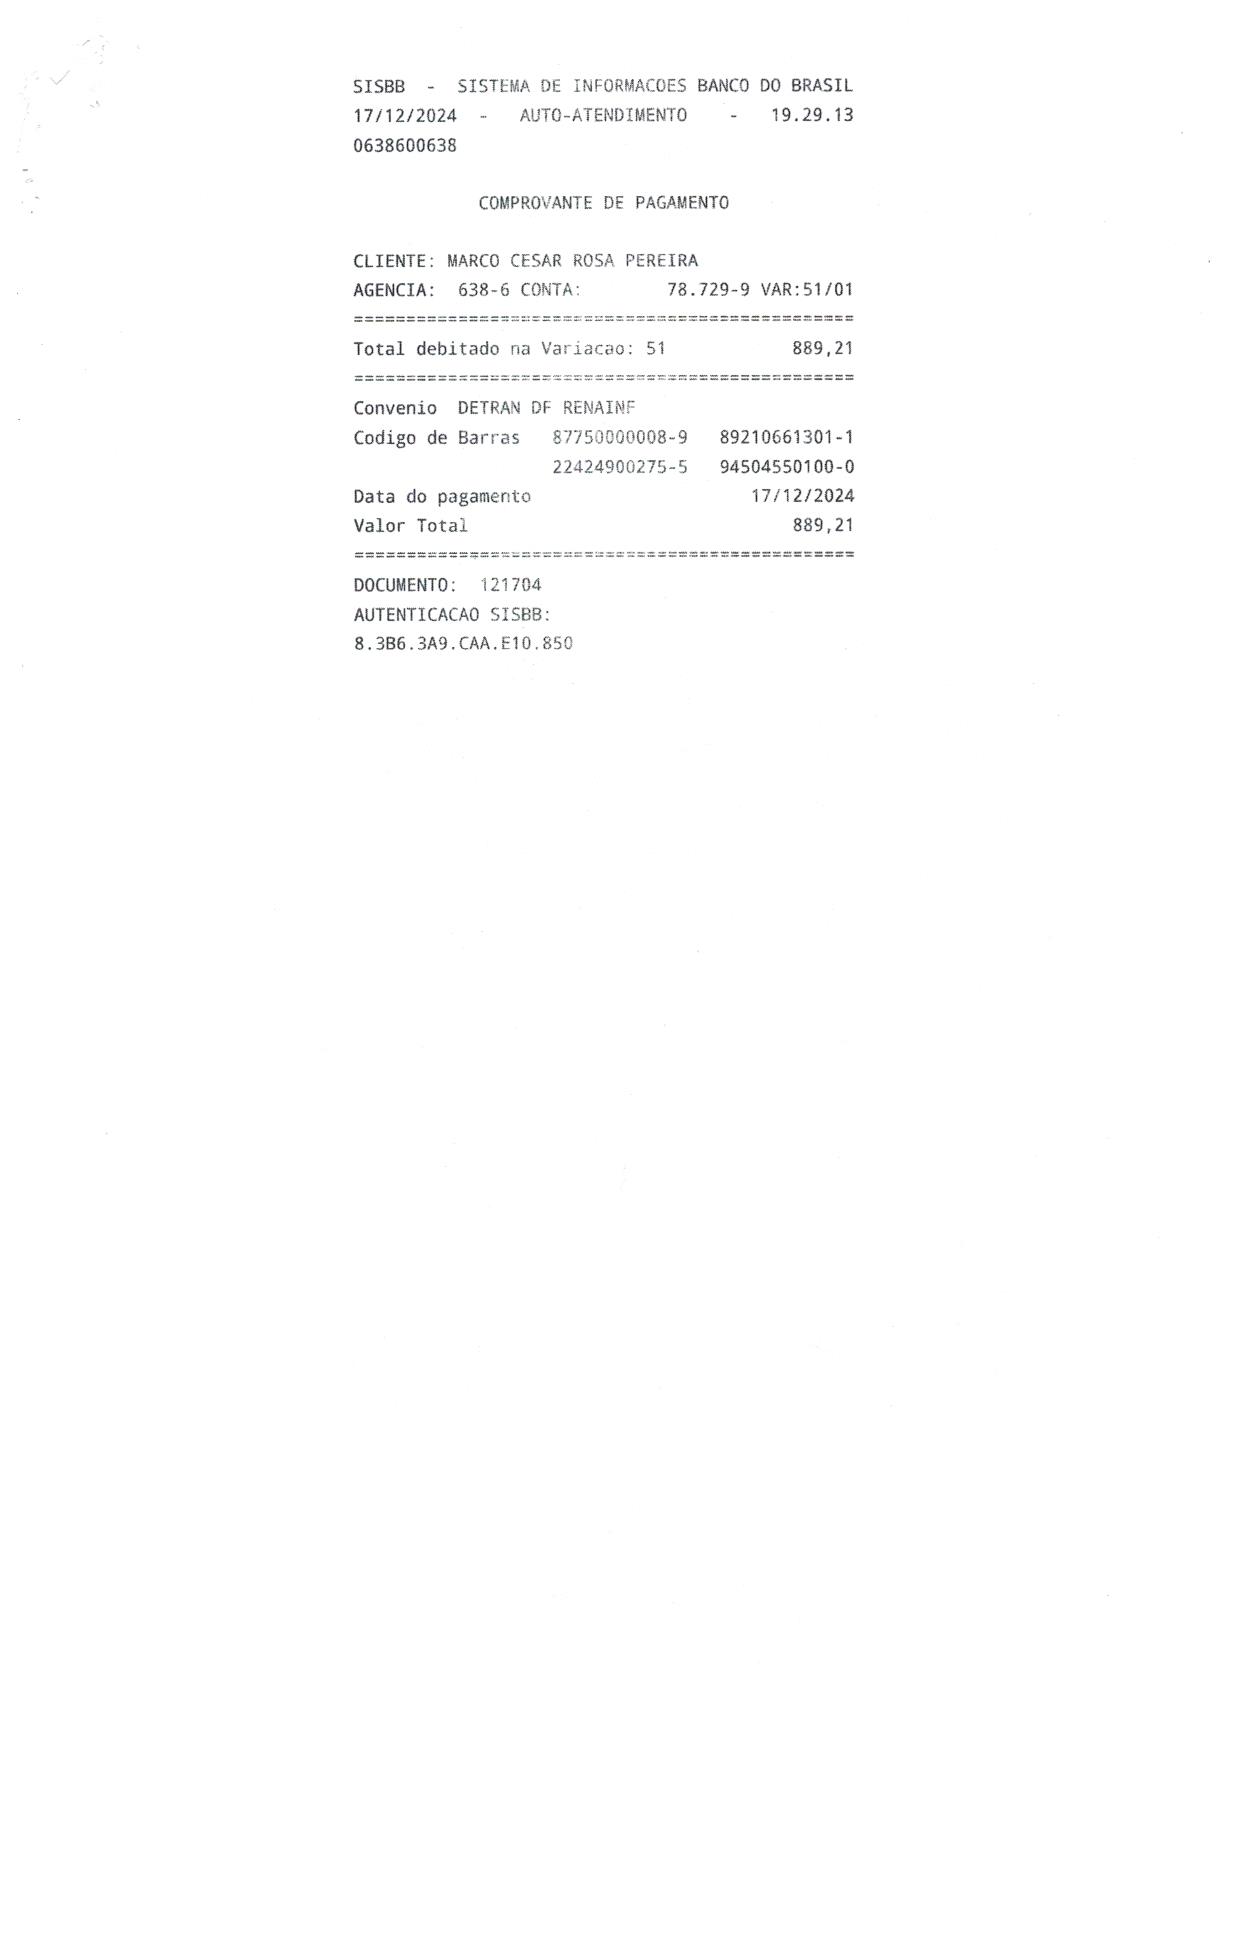 SISBB - SISTEMA DE INFORMACOES BANCO DO BRASIL
17/12/2024 - AUTO-ATENDIMENTO - 19.29.13
0638600638
COMPROVANTE DE PAGAMENTO
CLIENTE: MARCO CESAR ROSA PEREIRA
AGENCIA: 638-6 CONTA: 78.729-9 VAR:51/01
================================================
Total debitado na Variacao: 51 889,21
================================================
Convenio DETRAN DF RENAINF
Codigo de Barras 87750000008-9 89210661301-1
22424900275-5 94504550100-0
Data do pagamento 17/12/2024
Valor Total 889,21
================================================
DOCUMENTO: 121704
AUTENTICACAO SISBB:
8.3B6.3A9.CAA.E10.850